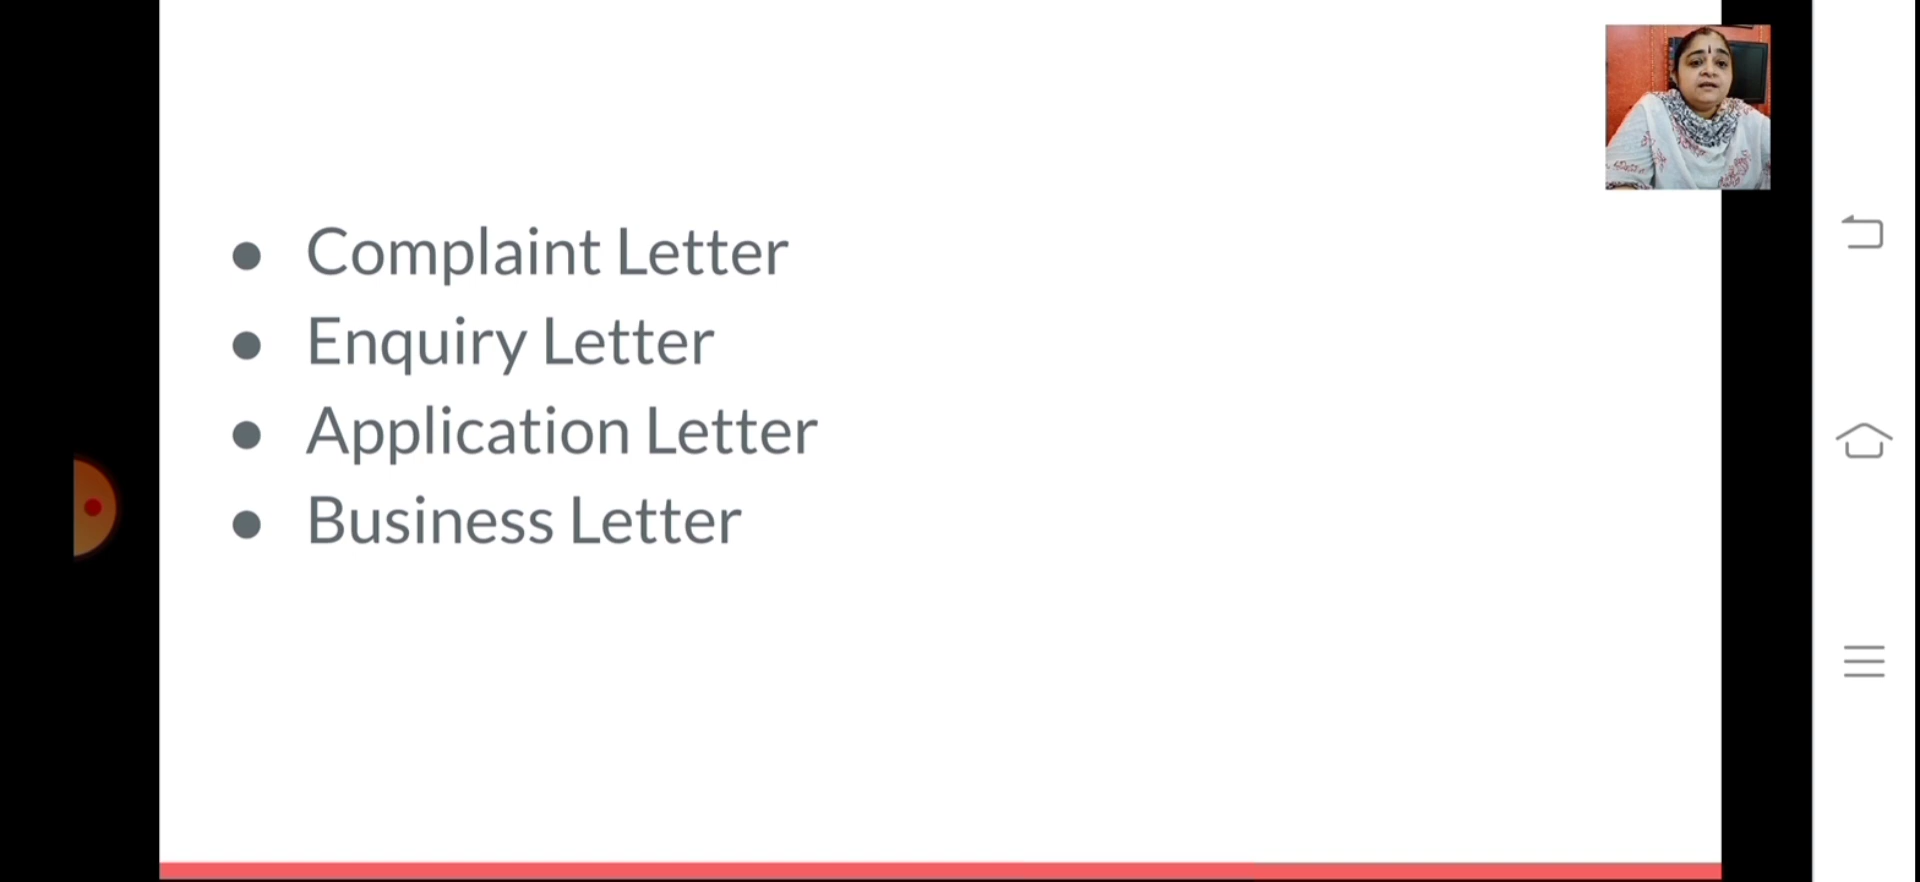 ● Complaint Letter
● Enquiry Letter
● Application Letter
● Business Letter